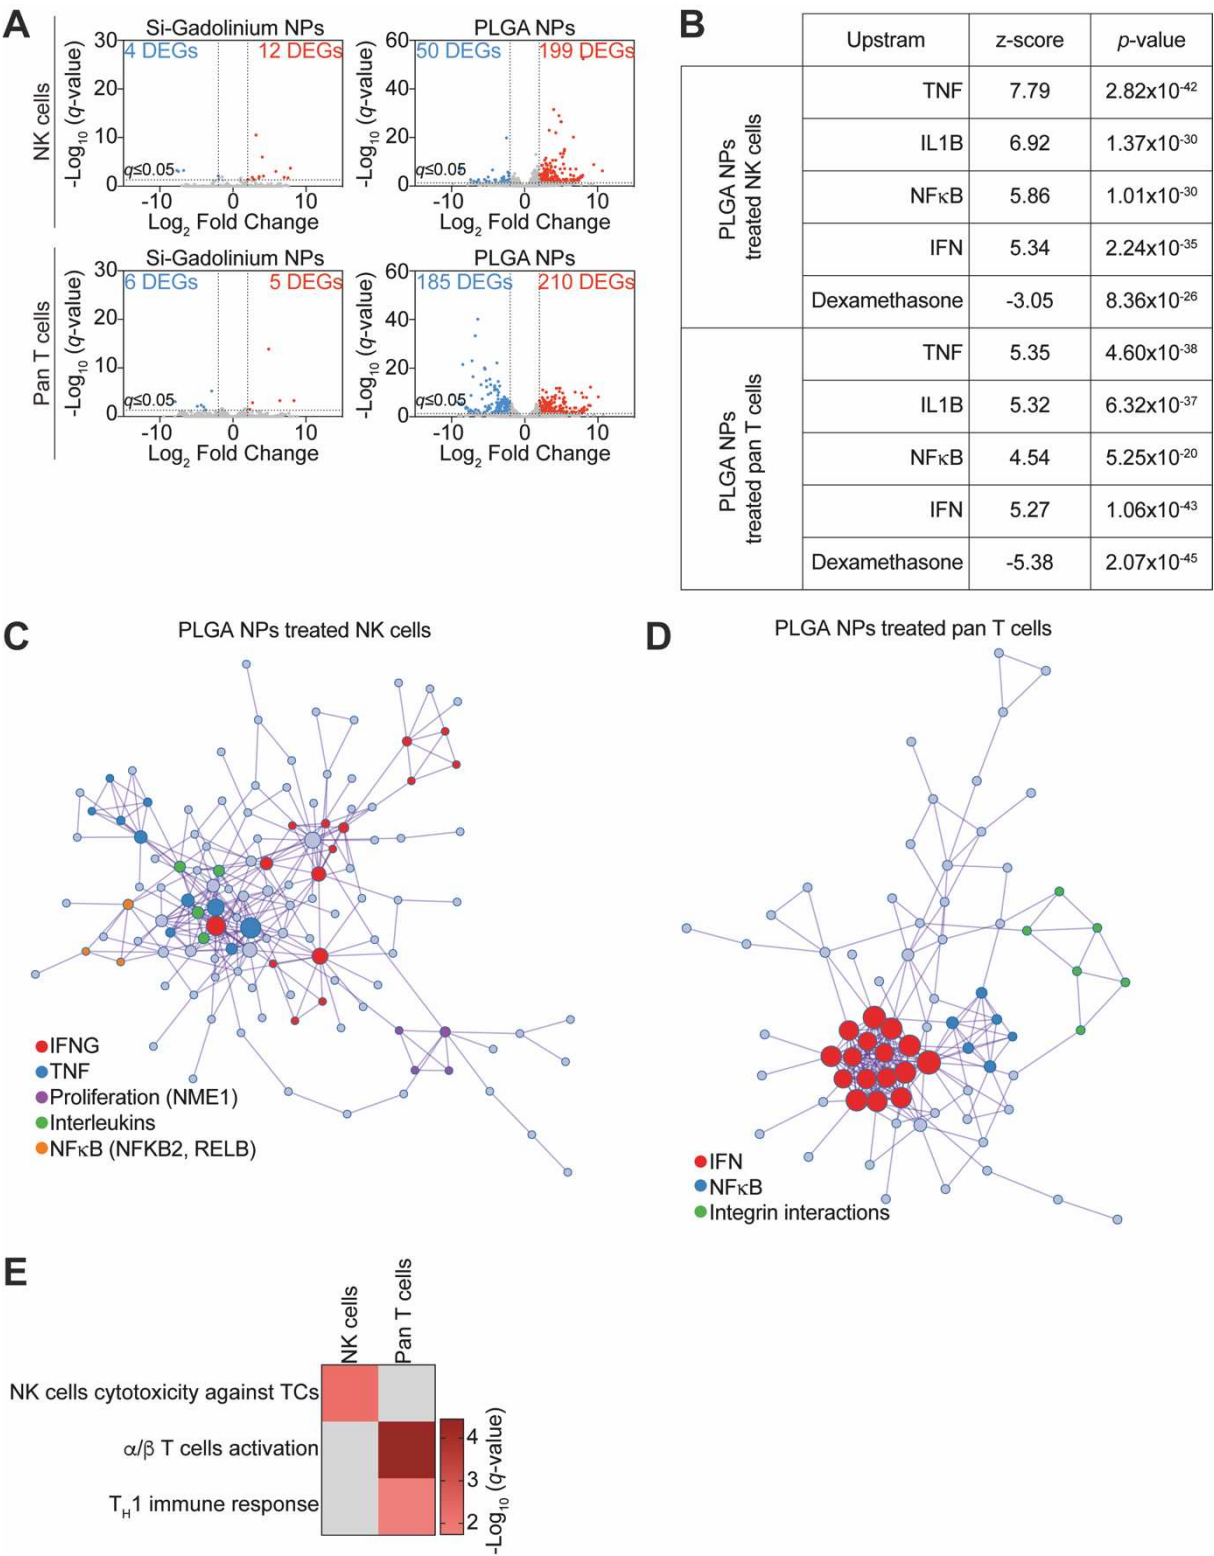 A
Si-Gadolinium NPs
PLGA NPs
NK cells
-Log10 (q-value)
30
20
10
0
4 DEGs
12 DEGs
q≤0.05
-10
0
10
Log2 Fold Change
-Log10 (q-value)
60
40
20
0
50 DEGs
199 DEGs
q≤0.05
-10
0
10
Log2 Fold Change
Pan T cells
Si-Gadolinium NPs
PLGA NPs
-Log10 (q-value)
30
20
10
0
6 DEGs
5 DEGs
q≤0.05
-10
0
10
Log2 Fold Change
-Log10 (q-value)
60
40
20
0
185 DEGs
210 DEGs
q≤0.05
-10
0
10
Log2 Fold Change
B
Upstram z-score p-value
PLGA NPs
treated NK cells
TNF 7.79 2.82x10-42
IL1B 6.92 1.37x10-30
NFκB 5.86 1.01x10-30
IFN 5.34 2.24x10-35
Dexamethasone -3.05 8.36x10-26
PLGA NPs
treated pan T cells
TNF 5.35 4.60x10-38
IL1B 5.32 6.32x10-37
NFκB 4.54 5.25x10-20
IFN 5.27 1.06x10-43
Dexamethasone -5.38 2.07x10-45
C
PLGA NPs treated NK cells
IFNG
TNF
Proliferation (NME1)
Interleukins
NFκB (NFKB2, RELB)
D
PLGA NPs treated pan T cells
IFN
NFκB
Integrin interactions
E
NK cells
Pan T cells
NK cells cytotoxicity against TCs
α/β T cells activation
TH1 immune response
4
3
2
-Log10 (q-value)